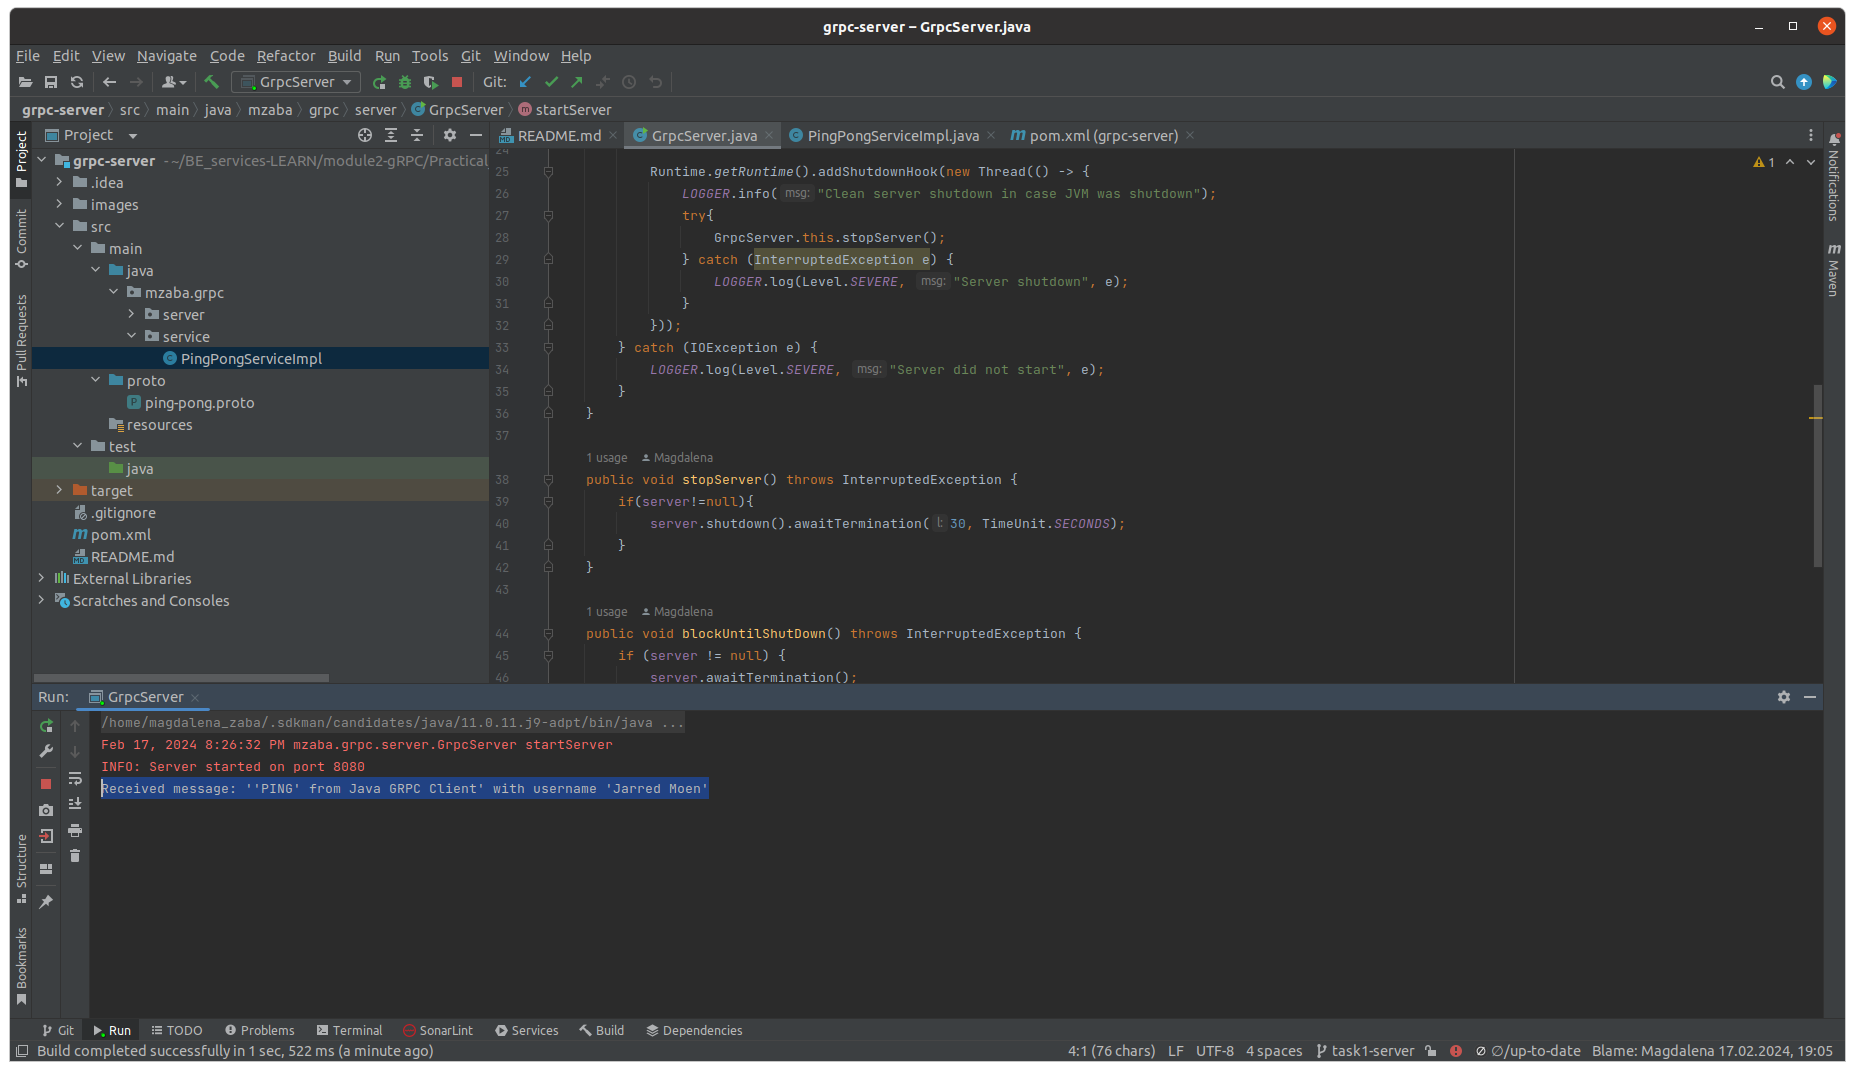 grpc-server – GrpcServer.java
File Edit View Navigate Code Refactor Build Run Tools Git Window Help
GrpcServer Git:
grpc-server src main java mzaba grpc server GrpcServer startServer
Project
README.md GrpcServer.java PingPongServiceImpl.java pom.xml (grpc-server)
Project
Commit
Pull Requests
Structure
Bookmarks
grpc-server ~/BE_services-LEARN/module2-gRPC/Practical
.idea
images
src
main
java
mzaba.grpc
server
service
PingPongServiceImpl
proto
ping-pong.proto
resources
test
java
target
.gitignore
pom.xml
README.md
External Libraries
Scratches and Consoles
24
25 Runtime.getRuntime().addShutdownHook(new Thread(() -> {
26 LOGGER.info( msg: "Clean server shutdown in case JVM was shutdown");
27 try{
28 GrpcServer.this.stopServer();
29 } catch (InterruptedException e) {
30 LOGGER.log(Level.SEVERE, msg: "Server shutdown", e);
31 }
32 }));
33 } catch (IOException e) {
34 LOGGER.log(Level.SEVERE, msg: "Server did not start", e);
35 }
36 }
37
1 usage Magdalena
38 public void stopServer() throws InterruptedException {
39 if(server!=null){
40 server.shutdown().awaitTermination( l: 30, TimeUnit.SECONDS);
41 }
42 }
43
1 usage Magdalena
44 public void blockUntilShutDown() throws InterruptedException {
45 if (server != null) {
46 server.awaitTermination();
1
Notifications
Maven
Run: GrpcServer
/home/magdalena_zaba/.sdkman/candidates/java/11.0.11.j9-adpt/bin/java ...
Feb 17, 2024 8:26:32 PM mzaba.grpc.server.GrpcServer startServer
INFO: Server started on port 8080
Received message: ''PING' from Java GRPC Client' with username 'Jarred Moen'
Git Run TODO Problems Terminal SonarLint Services Build Dependencies
Build completed successfully in 1 sec, 522 ms (a minute ago) 4:1 (76 chars) LF UTF-8 4 spaces task1-server ∅/up-to-date Blame: Magdalena 17.02.2024, 19:05